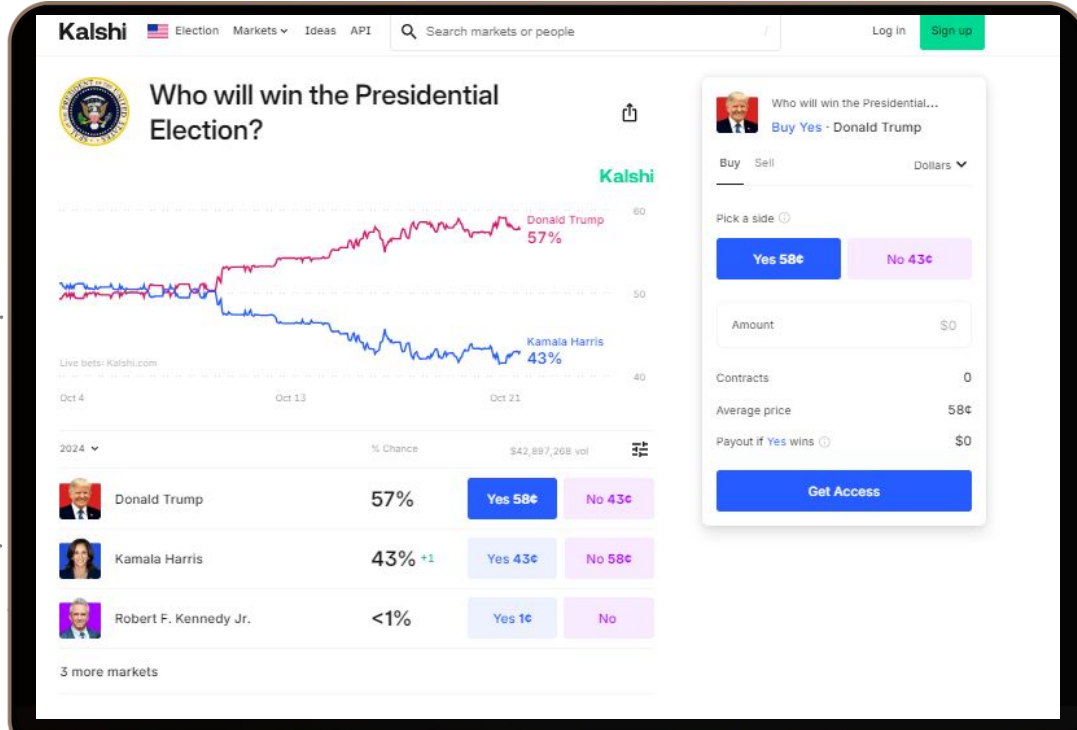 Kalshi Election Markets Ideas API Search markets or people / Log in Sign up
Who will win the Presidential
Election?
Kalshi
60
Donald Trump
57%
50
Kamala Harris
43%
Live bets: Kalshi.com
40
Oct 4 Oct 13 Oct 21
2024 % Chance $42,897,268 vol
Donald Trump 57% Yes 58¢ No 43¢
Kamala Harris 43% +1 Yes 43¢ No 58¢
Robert F. Kennedy Jr. <1% Yes 1¢ No
3 more markets
Who will win the Presidential...
Buy Yes · Donald Trump
Buy Sell Dollars
Pick a side
Yes 58¢ No 43¢
Amount $0
Contracts 0
Average price 58¢
Payout if Yes wins $0
Get Access